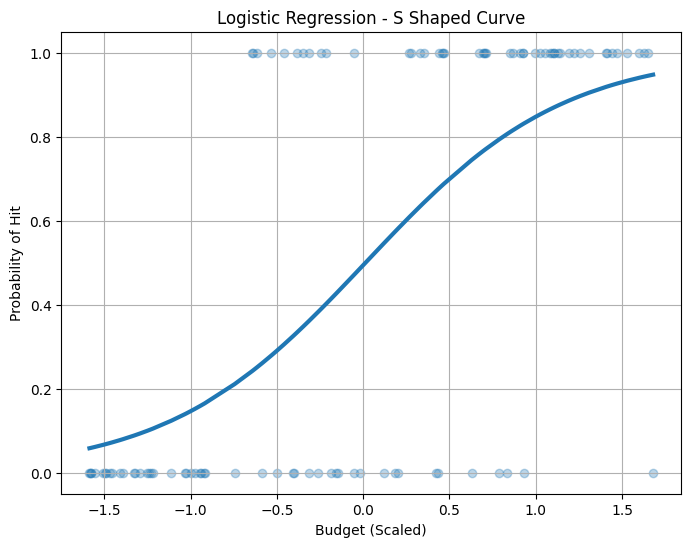 Logistic Regression - S Shaped Curve
Probability of Hit
1.0
0.8
0.6
0.4
0.2
0.0
−1.5 −1.0 −0.5 0.0 0.5 1.0 1.5
Budget (Scaled)